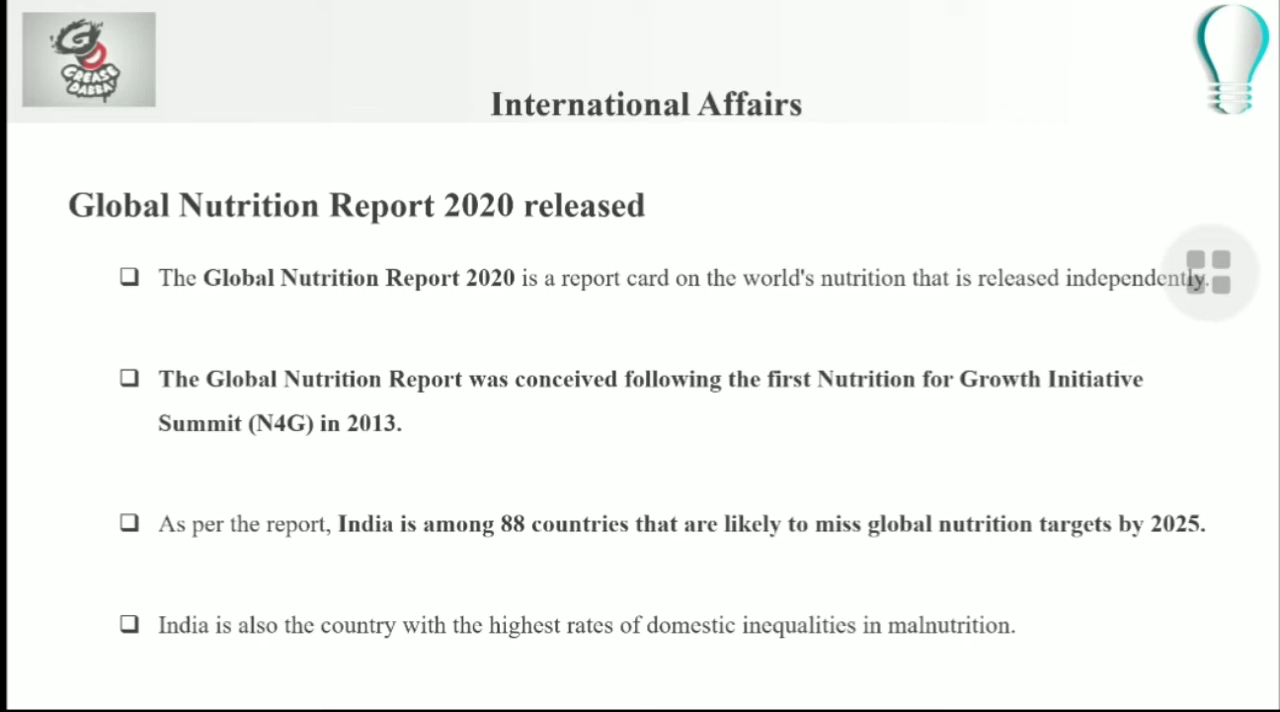 G
GREASE
DABBA
International Affairs
Global Nutrition Report 2020 released
❑ The Global Nutrition Report 2020 is a report card on the world's nutrition that is released independently.
❑ The Global Nutrition Report was conceived following the first Nutrition for Growth Initiative
Summit (N4G) in 2013.
❑ As per the report, India is among 88 countries that are likely to miss global nutrition targets by 2025.
❑ India is also the country with the highest rates of domestic inequalities in malnutrition.